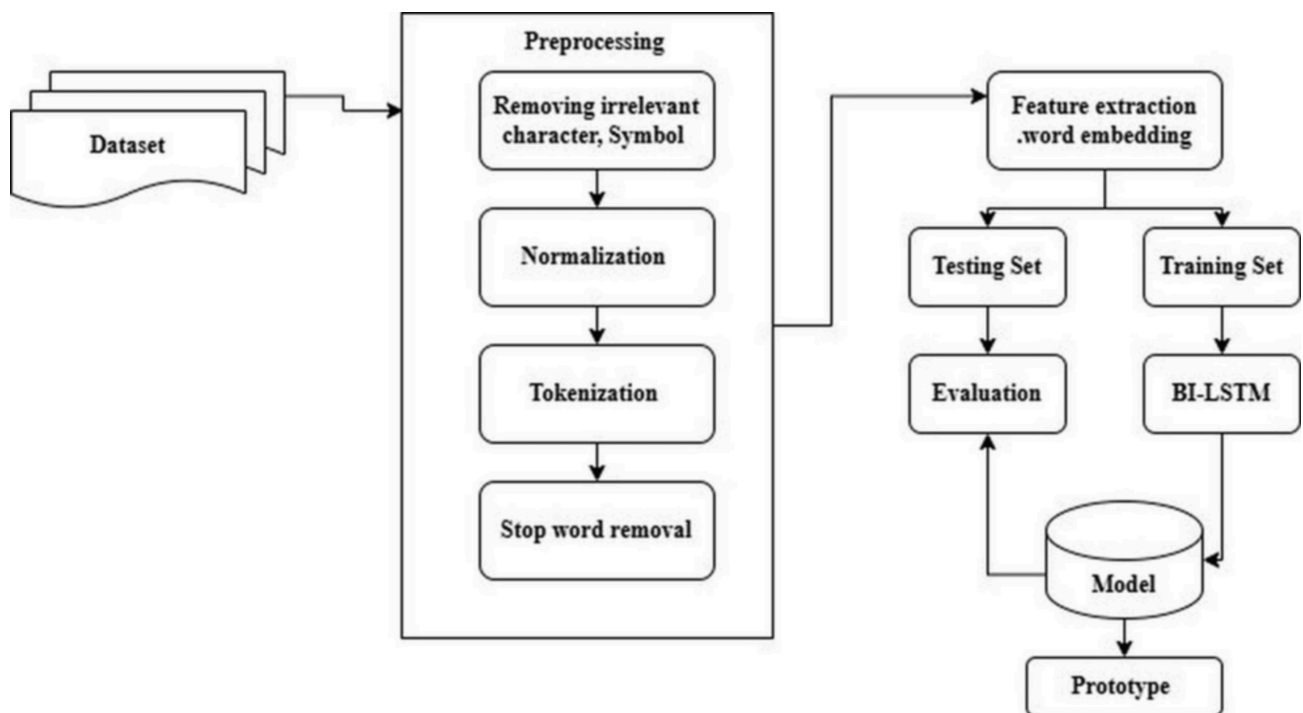 Dataset
Preprocessing
Removing irrelevant
character, Symbol
Normalization
Tokenization
Stop word removal
Feature extraction
.word embedding
Testing Set
Training Set
Evaluation
BI-LSTM
Model
Prototype